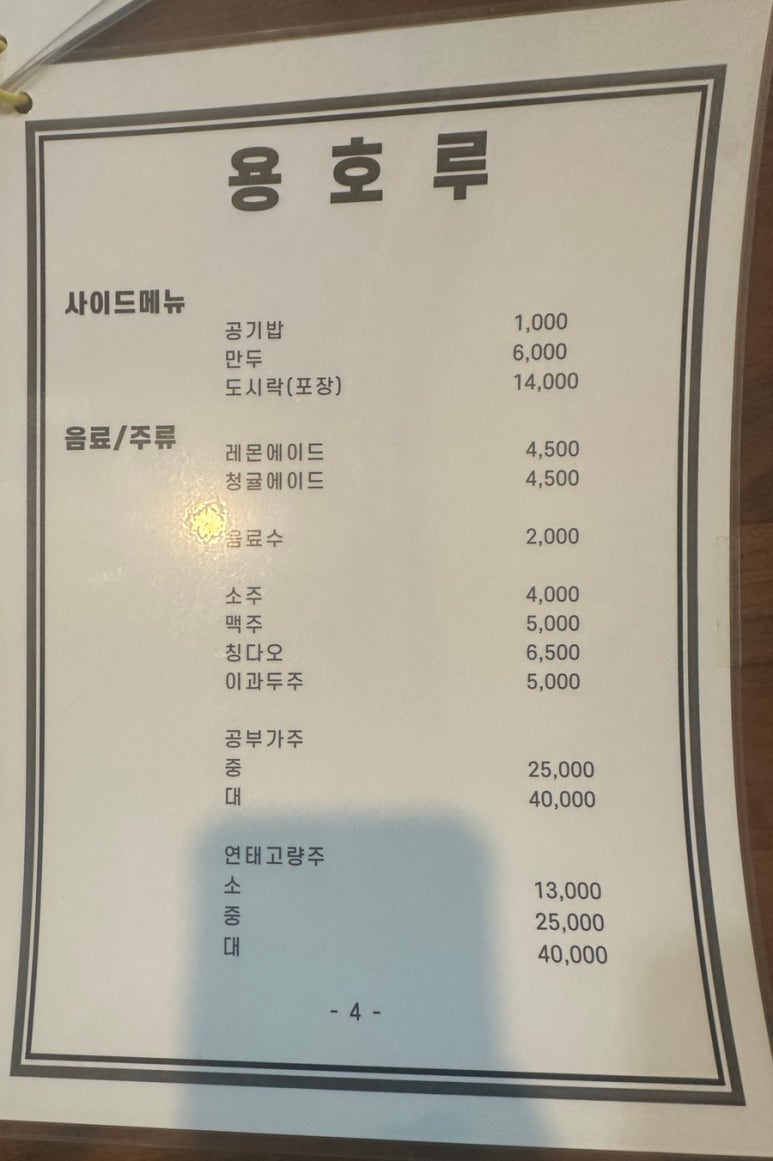 용호루
사이드메뉴
공기밥 1,000
만두 6,000
도시락(포장) 14,000
음료/주류
레몬에이드 4,500
청귤에이드 4,500
음료수 2,000
소주 4,000
맥주 5,000
칭다오 6,500
이과두주 5,000
공부가주
중 25,000
대 40,000
연태고량주
소 13,000
중 25,000
대 40,000
- 4 -